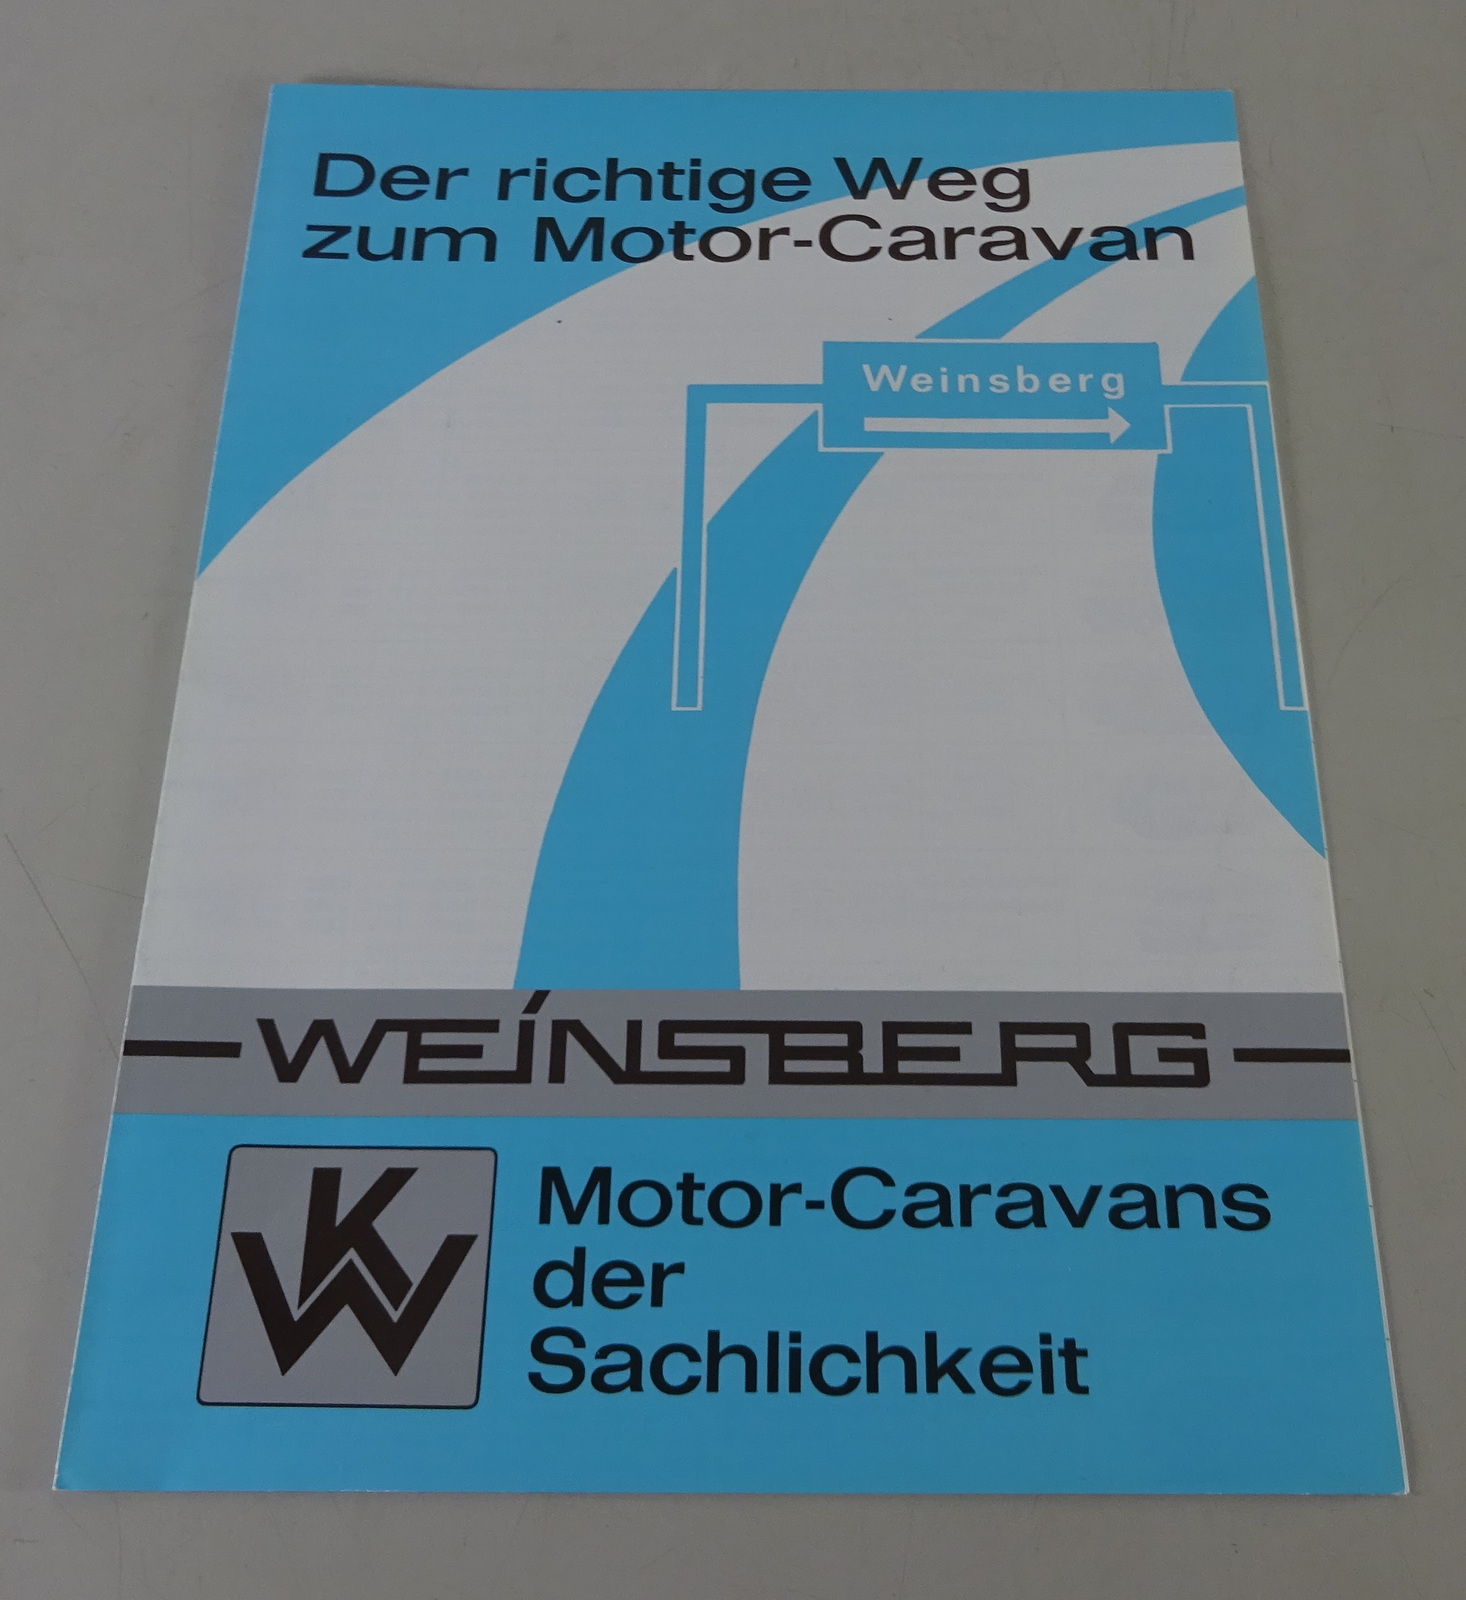 Der richtige Weg
zum Motor-Caravan
Weinsberg
WEINSBERG
KW
Motor-Caravans
der
Sachlichkeit